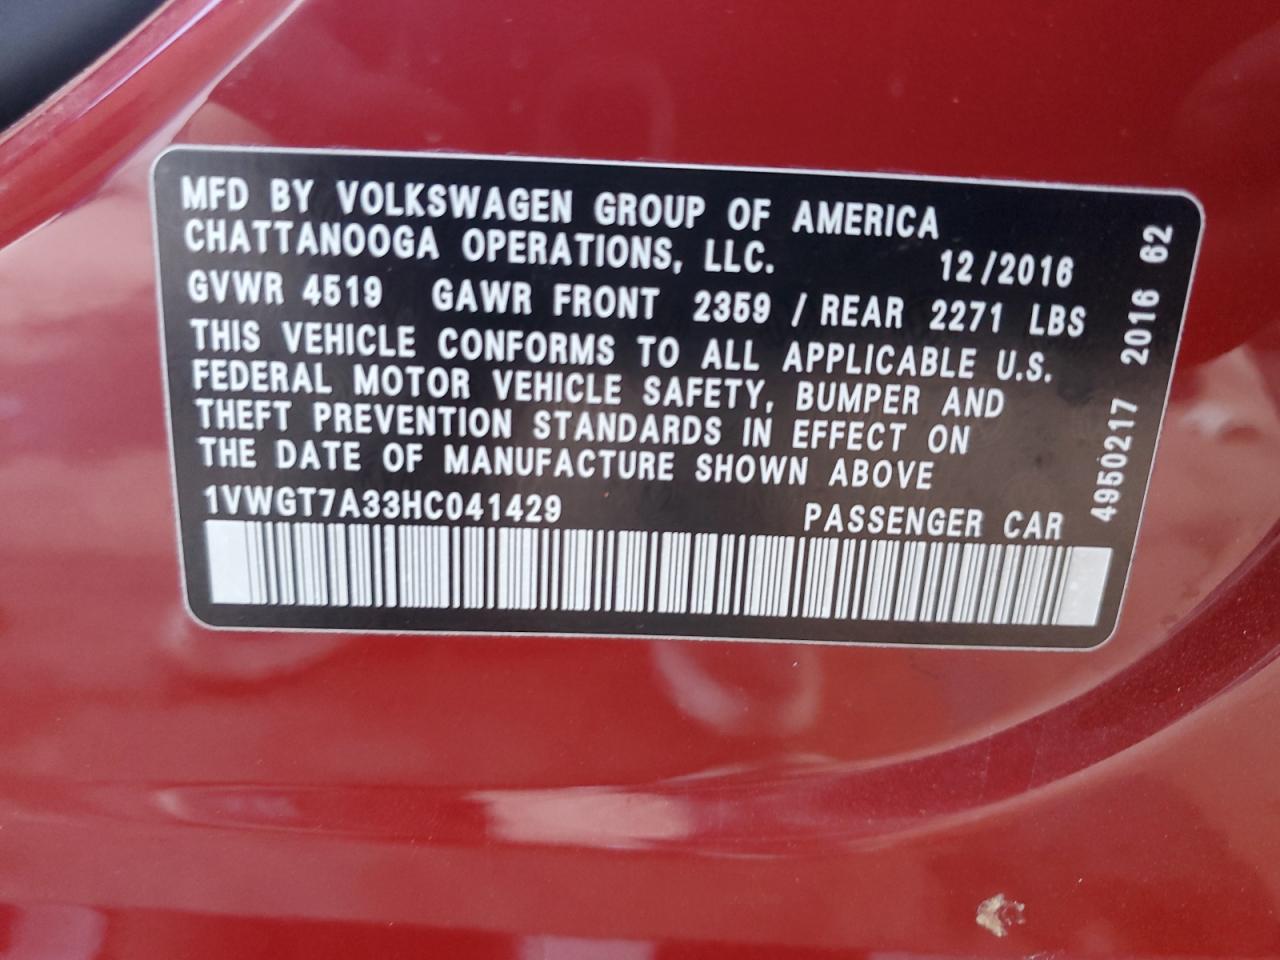 MFD BY VOLKSWAGEN GROUP OF AMERICA
CHATTANOOGA OPERATIONS, LLC. 12/2016
GVWR 4519 GAWR FRONT 2359 / REAR 2271 LBS
THIS VEHICLE CONFORMS TO ALL APPLICABLE U.S.
FEDERAL MOTOR VEHICLE SAFETY, BUMPER AND
THEFT PREVENTION STANDARDS IN EFFECT ON
THE DATE OF MANUFACTURE SHOWN ABOVE
1VWGT7A33HC041429 PASSENGER CAR
4950217 2016 62